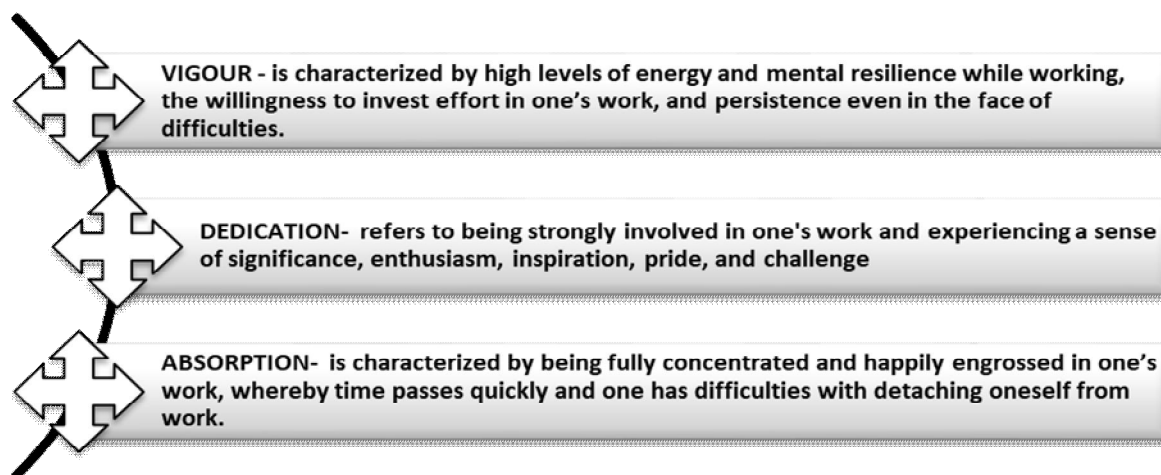 VIGOUR - is characterized by high levels of energy and mental resilience while working,
the willingness to invest effort in one’s work, and persistence even in the face of
difficulties.
DEDICATION- refers to being strongly involved in one's work and experiencing a sense
of significance, enthusiasm, inspiration, pride, and challenge
ABSORPTION- is characterized by being fully concentrated and happily engrossed in one’s
work, whereby time passes quickly and one has difficulties with detaching oneself from
work.